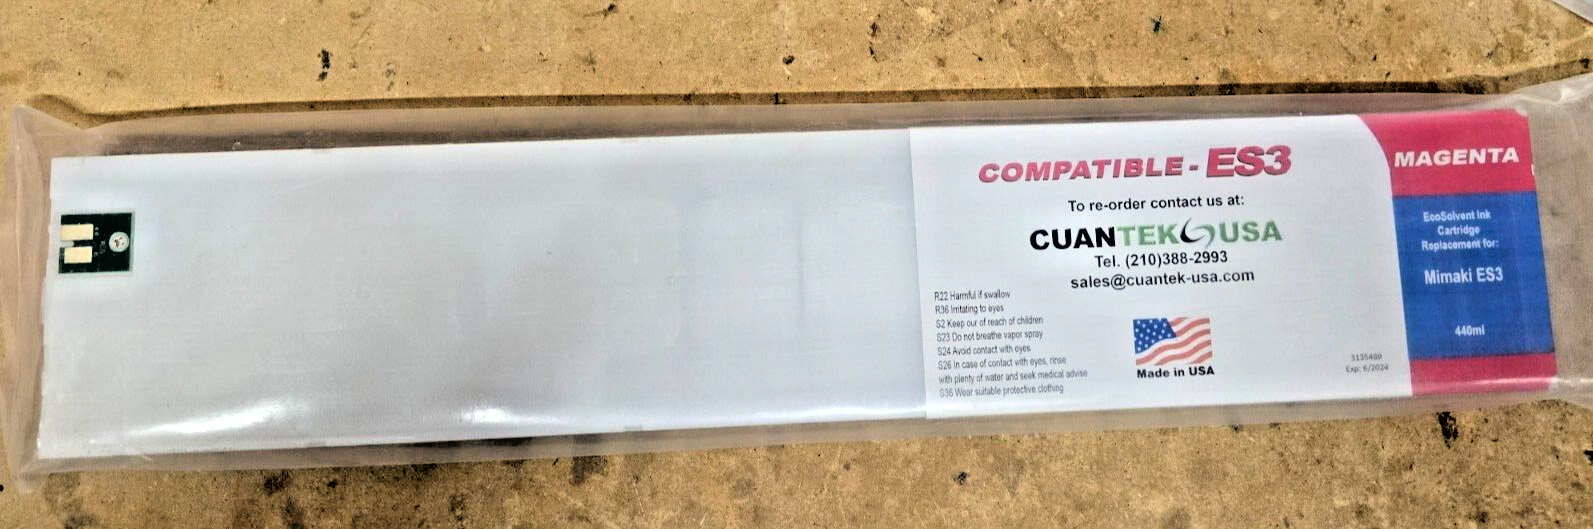 COMPATIBLE - ES3
To re-order contact us at:
CUANTEK USA
Tel. (210)388-2993
sales@cuantek-usa.com
R22 Harmful if swallow
R36 Irritating to eyes
S2 Keep our of reach of children
S23 Do not breathe vapor spray
S24 Avoid contact with eyes
S26 in case of contact with eyes, rinse
with plenty of water and seek medical advise
S36 Wear suitable protective clothing
Made in USA
3135489
Exp: 6/2024
MAGENTA
EcoSolvent Ink
Cartridge
Replacement for:
Mimaki ES3
440ml